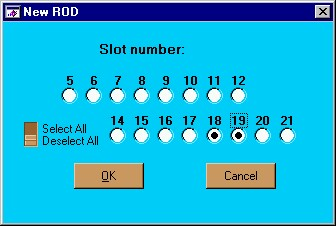 New ROD
Slot number:
5 6 7 8 9 10 11 12
14 15 16 17 18 19 20 21
Select All
Deselect All
OK Cancel